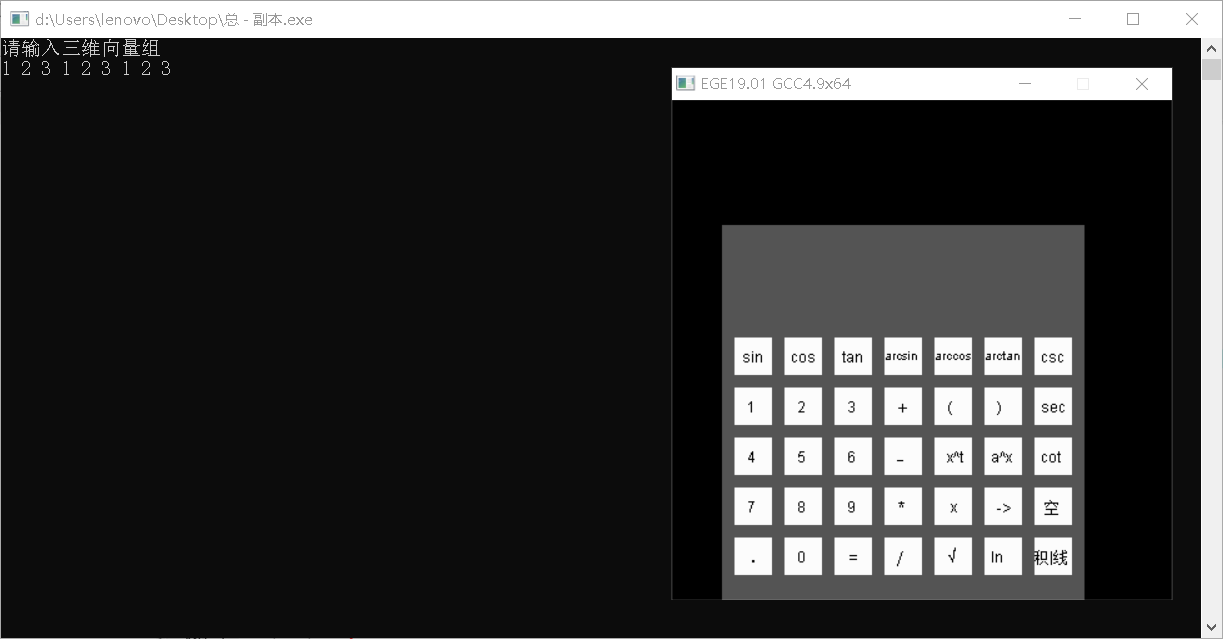 d:\Users\lenovo\Desktop\总 - 副本.exe
请输入三维向量组
1 2 3 1 2 3 1 2 3
EGE19.01 GCC4.9x64
sin cos tan arcsin arccos arctan csc
1 2 3 + ( ) sec
4 5 6 - x^t a^x cot
7 8 9 * x -> 空
. 0 = / √ ln 积|线